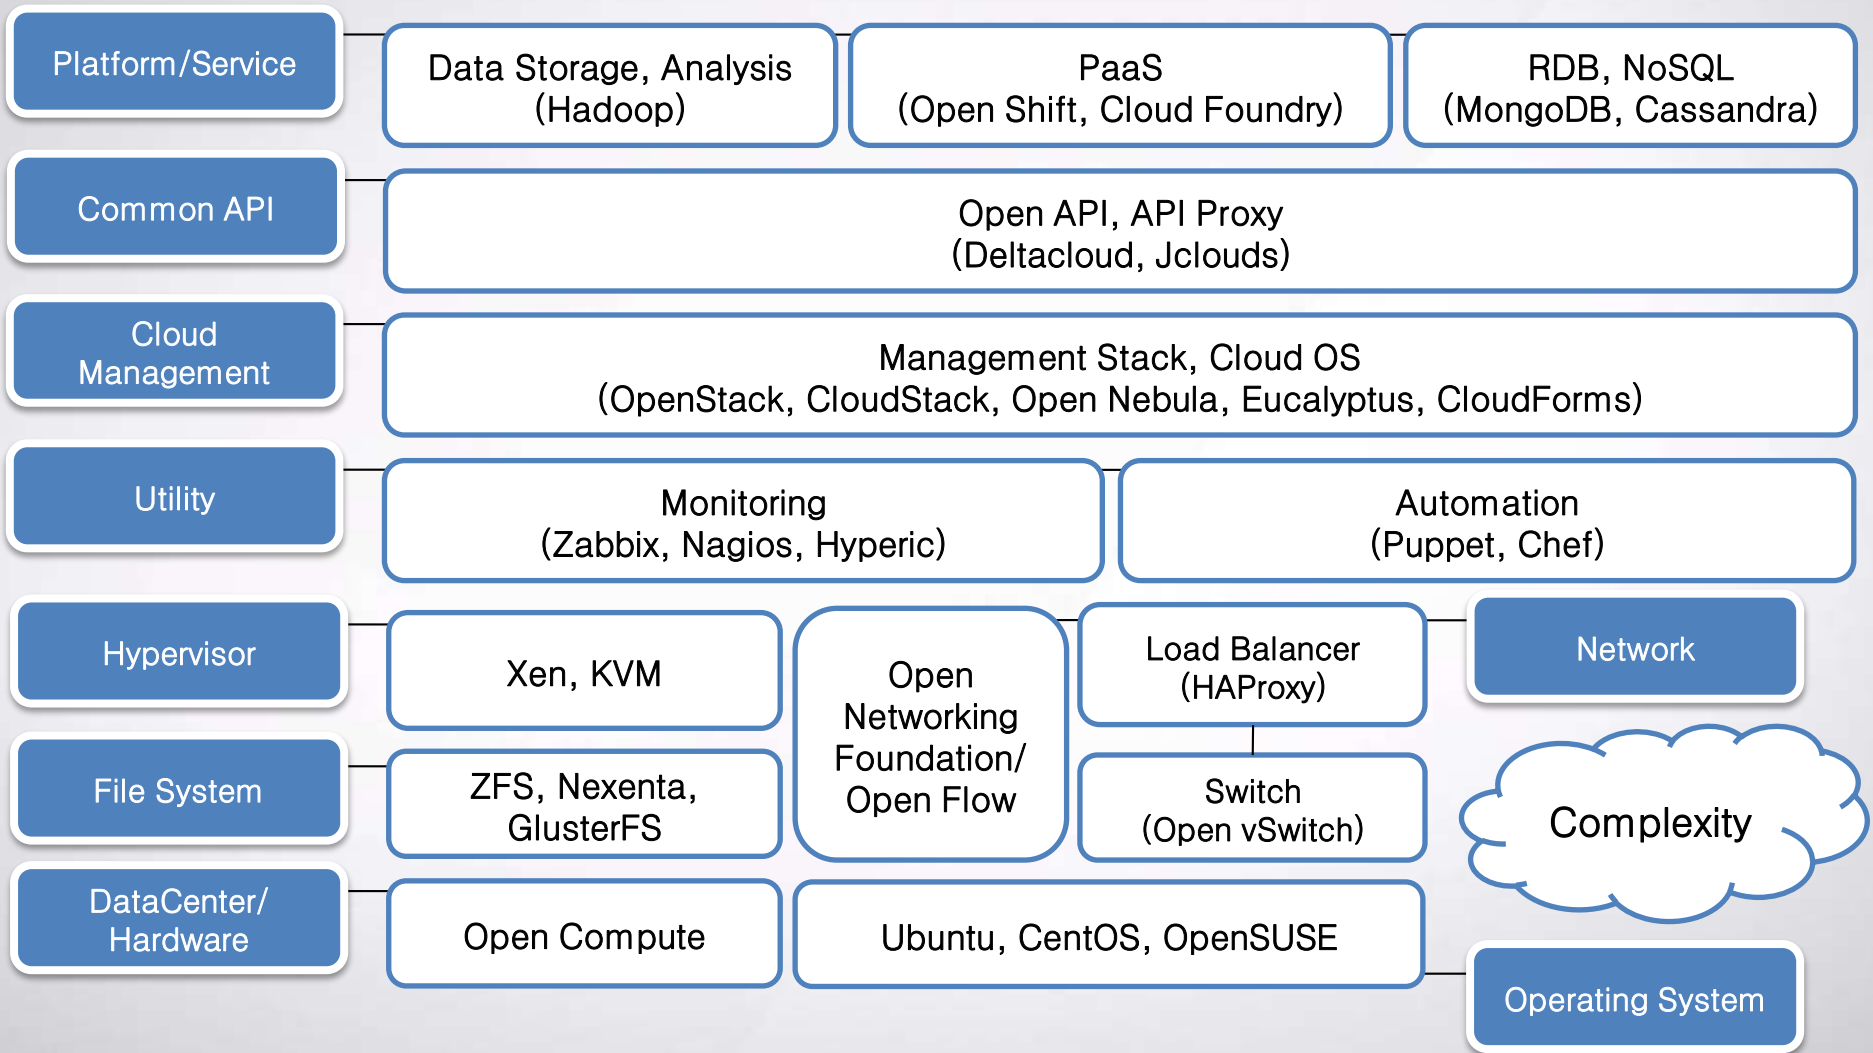 Platform/Service
Data Storage, Analysis
(Hadoop)
PaaS
(Open Shift, Cloud Foundry)
RDB, NoSQL
(MongoDB, Cassandra)
Common API
Open API, API Proxy
(Deltacloud, Jclouds)
Cloud
Management
Management Stack, Cloud OS
(OpenStack, CloudStack, Open Nebula, Eucalyptus, CloudForms)
Utility
Monitoring
(Zabbix, Nagios, Hyperic)
Automation
(Puppet, Chef)
Hypervisor
Xen, KVM
Open
Networking
Foundation/
Open Flow
Load Balancer
(HAProxy)
Network
File System
ZFS, Nexenta,
GlusterFS
Switch
(Open vSwitch)
Complexity
DataCenter/
Hardware
Open Compute
Ubuntu, CentOS, OpenSUSE
Operating System